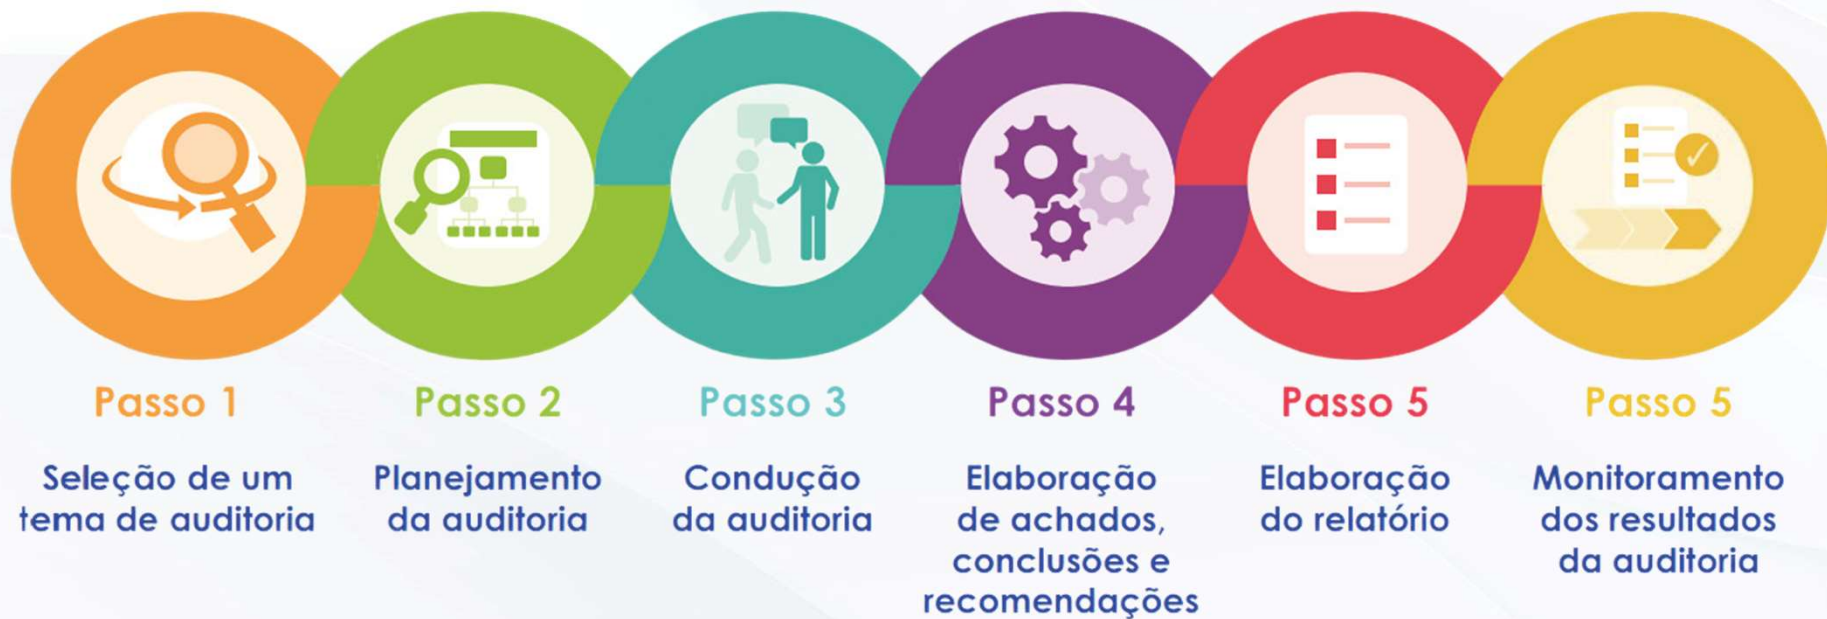 Passo 1
Seleção de um
tema de auditoria
Passo 2
Planejamento
da auditoria
Passo 3
Condução
da auditoria
Passo 4
Elaboração
de achados,
conclusões e
recomendações
Passo 5
Elaboração
do relatório
Passo 5
Monitoramento
dos resultados
da auditoria